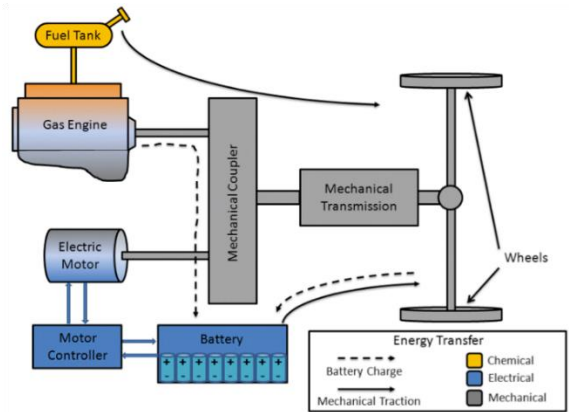 Fuel Tank
Gas Engine
Mechanical Coupler
Mechanical
Transmission
Electric
Motor
Wheels
Motor
Controller
Battery
+ + + + + + + +
- - - - - - - -
Energy Transfer
Battery Charge
Mechanical Traction
Chemical
Electrical
Mechanical